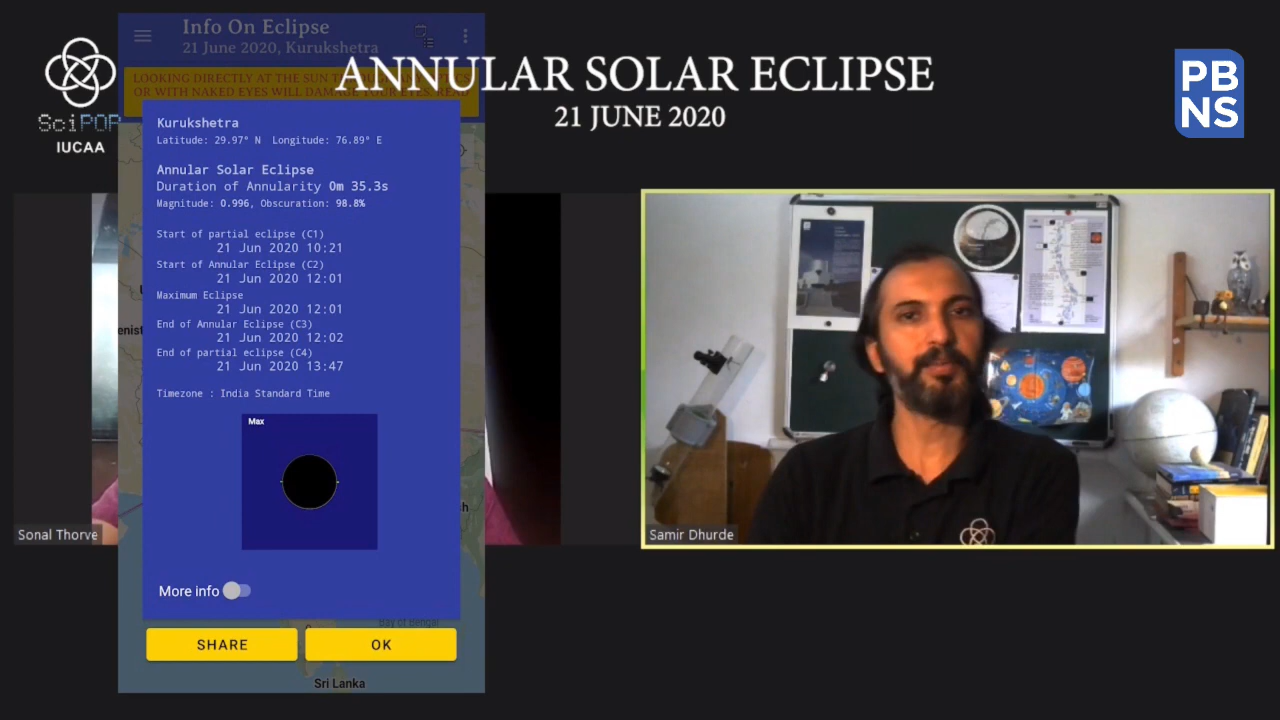 Info On Eclipse
21 June 2020, Kurukshetra
ANNULAR SOLAR ECLIPSE
21 JUNE 2020
PB
NS
SciPOP
IUCAA
LOOKING DIRECTLY AT THE SUN
OR WITH NAKED EYES WILL DAMAGE YOUR EYES. READ
Kurukshetra
Latitude: 29.97° N Longitude: 76.89° E
Annular Solar Eclipse
Duration of Annularity 0m 35.3s
Magnitude: 0.996, Obscuration: 98.8%
Start of partial eclipse (C1)
21 Jun 2020 10:21
Start of Annular Eclipse (C2)
21 Jun 2020 12:01
Maximum Eclipse
21 Jun 2020 12:01
End of Annular Eclipse (C3)
21 Jun 2020 12:02
End of partial eclipse (C4)
21 Jun 2020 13:47
Timezone : India Standard Time
Max
More info
SHARE
OK
Bay of Bengal
Sri Lanka
Sonal Thorve
Samir Dhurde